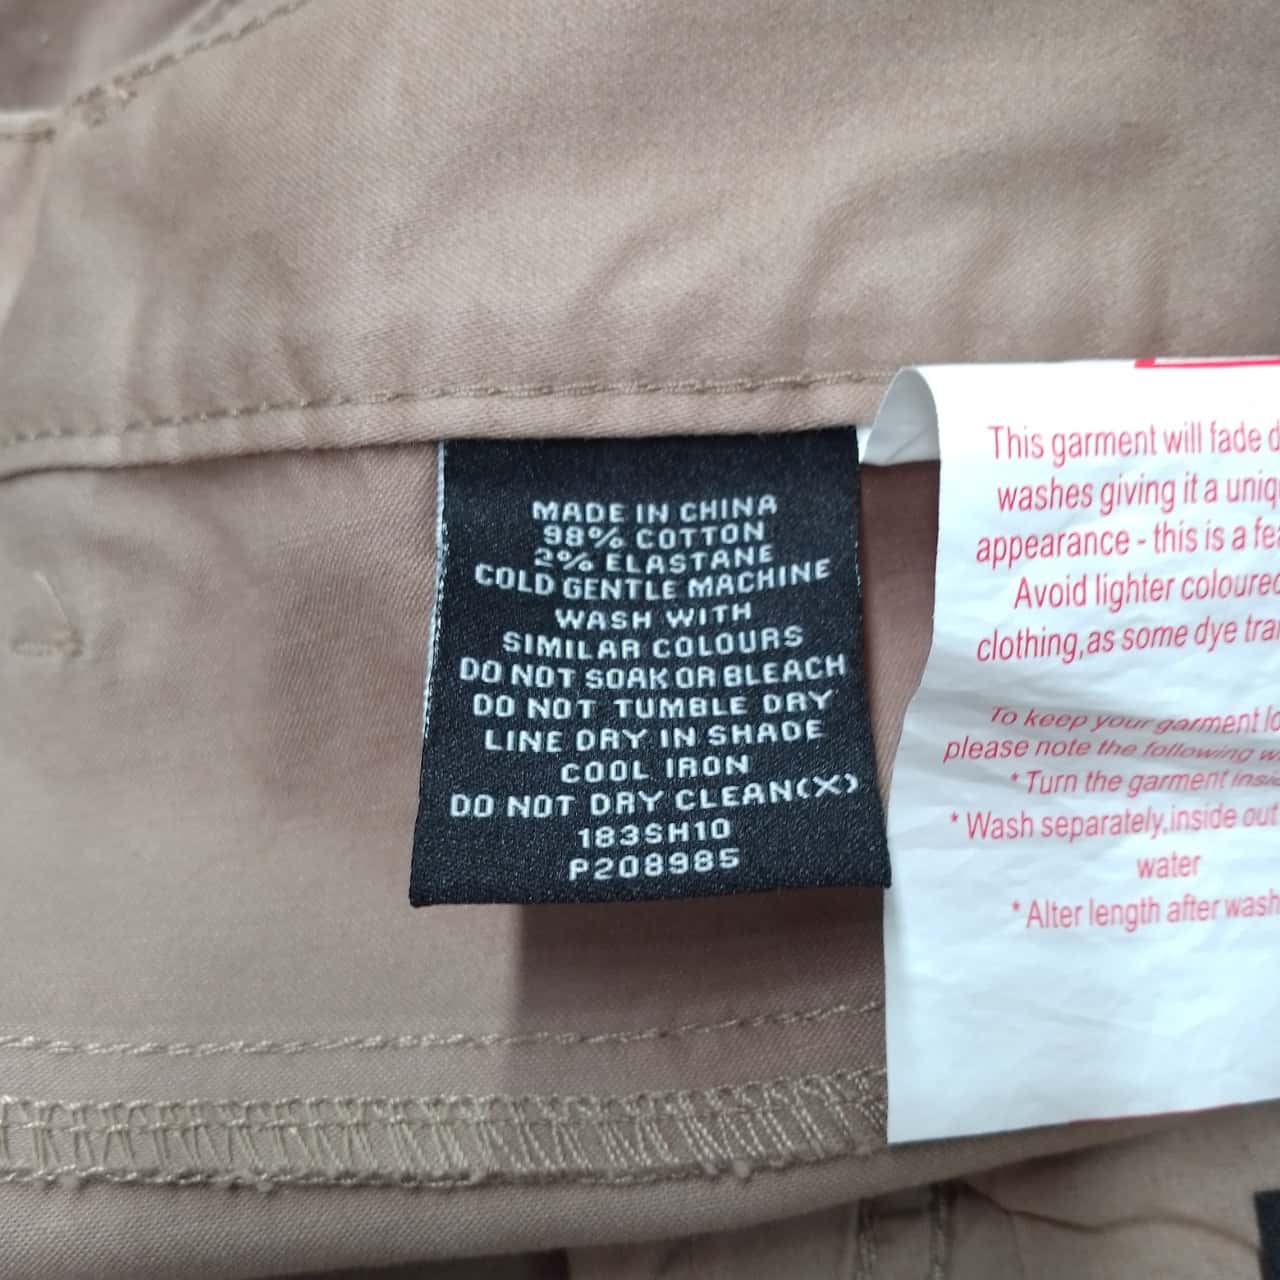 MADE IN CHINA
98% COTTON
2% ELASTANE
COLD GENTLE MACHINE
WASH WITH
SIMILAR COLOURS
DO NOT SOAK OR BLEACH
DO NOT TUMBLE DRY
LINE DRY IN SHADE
COOL IRON
DO NOT DRY CLEAN(X)
183SH10
P208985
This garment will fade
washes giving it a
appearance - this is a
Avoid lighter coloured
clothing,as some dye
To keep your garment
please note the following
* Turn the garment
* Wash separately,inside out
water
* Alter length after